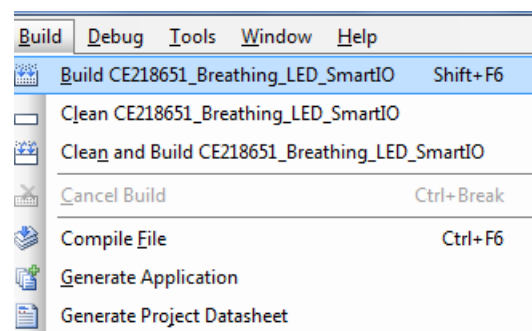 Build Debug Tools Window Help
Build CE218651_Breathing_LED_SmartIO Shift+F6
Clean CE218651_Breathing_LED_SmartIO
Clean and Build CE218651_Breathing_LED_SmartIO
Cancel Build Ctrl+Break
Compile File Ctrl+F6
Generate Application
Generate Project Datasheet